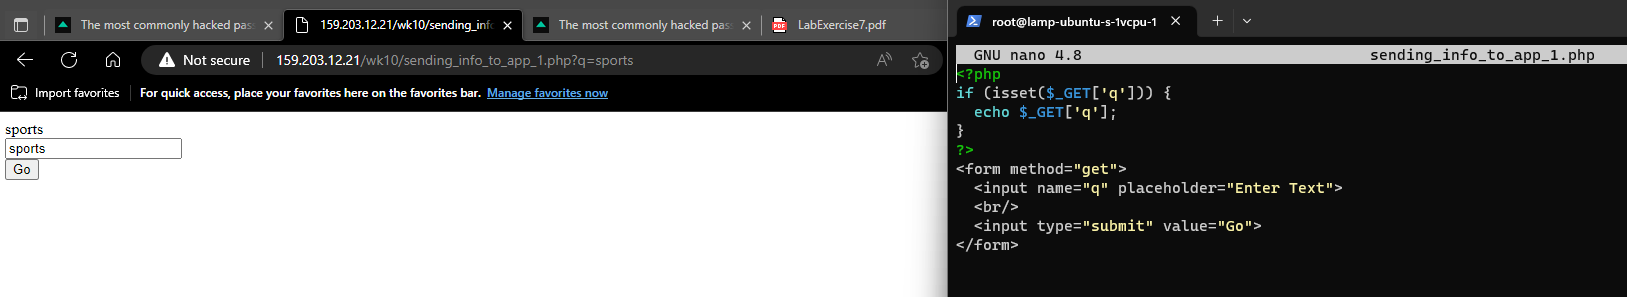 The most commonly hacked pas
159.203.12.21/wk10/sending_info
The most commonly hacked pas
LabExercise7.pdf
Not secure
159.203.12.21/wk10/sending_info_to_app_1.php?q=sports
Import favorites
For quick access, place your favorites here on the favorites bar. Manage favorites now
sports
sports
Go
root@lamp-ubuntu-s-1vcpu-1
GNU nano 4.8 sending_info_to_app_1.php
<?php
if (isset($_GET['q'])) {
  echo $_GET['q'];
}
?>
<form method="get">
  <input name="q" placeholder="Enter Text">
  <br/>
  <input type="submit" value="Go">
</form>